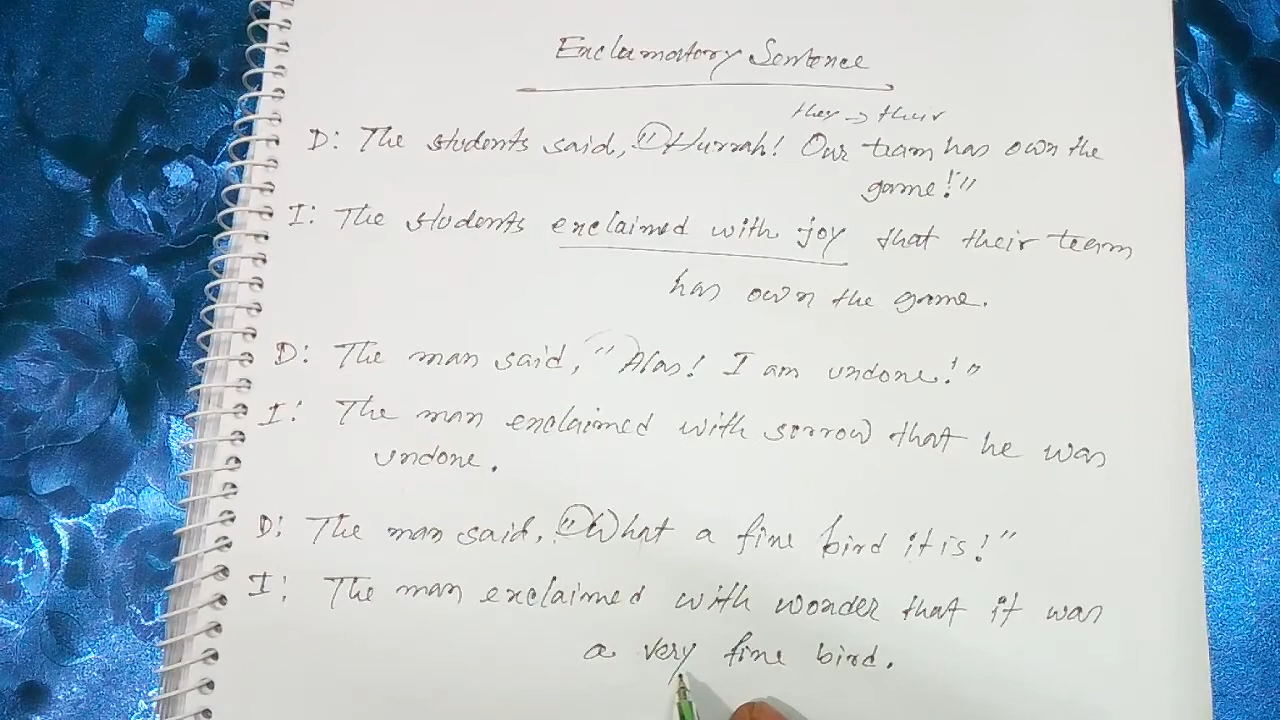 Exclamatory Sentence
they → their
D: The students said, "Hurrah! Our team has own the
game!"
I: The students exclaimed with joy that their team
has own the game.
D: The man said, "Alas! I am undone!"
I: The man exclaimed with sorrow that he was
undone.
D: The man said, "What a fine bird it is!"
I: The man exclaimed with wonder that it was
a very fine bird.